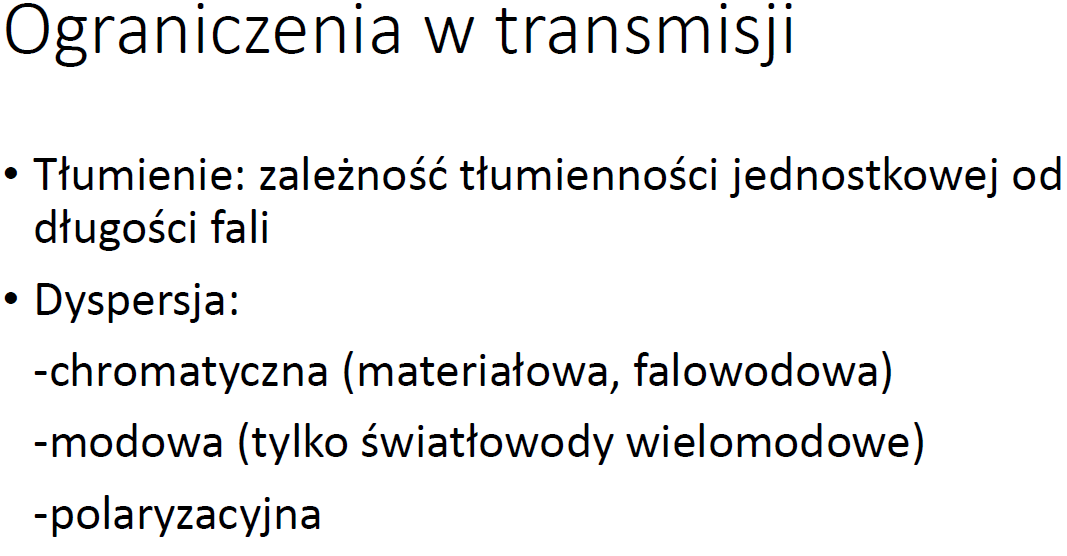 Ograniczenia w transmisji
• Tłumienie: zależność tłumienności jednostkowej od
długości fali
• Dyspersja:
-chromatyczna (materiałowa, falowodowa)
-modowa (tylko światłowody wielomodowe)
-polaryzacyjna